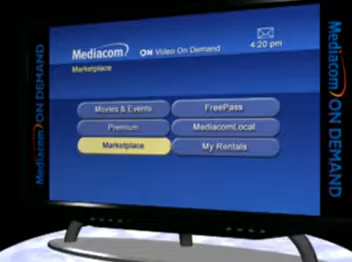 Mediacom ON Video On Demand
4:20 pm
Marketplace
Movies & Events FreePass
Premium MediacomLocal
Marketplace My Rentals
Mediacom ON DEMAND
Mediacom ON DEMAND